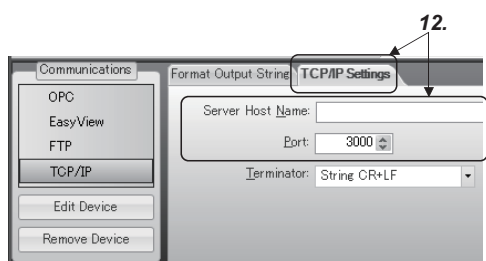 12.
Communications
Format Output String
TCP/IP Settings
OPC
EasyView
FTP
TCP/IP
Edit Device
Remove Device
Server Host Name:
Port:
3000
Terminator:
String CR+LF